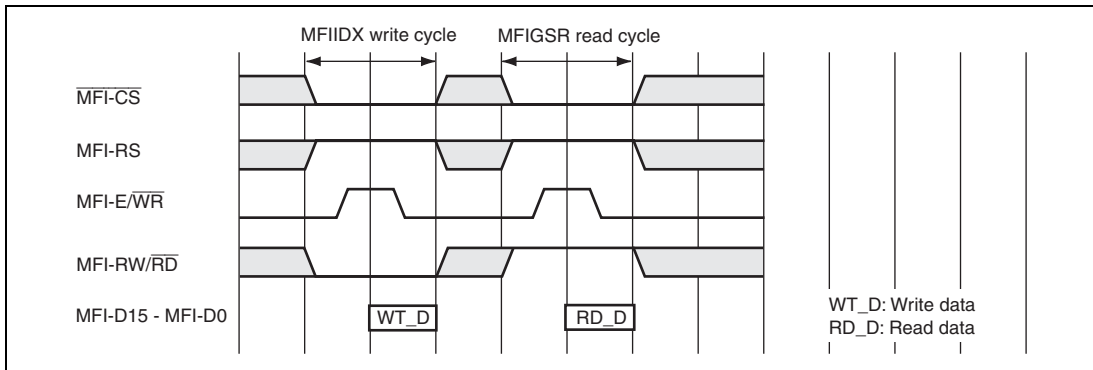 MFIIDX write cycle MFIGSR read cycle
MFI-CS
MFI-RS
MFI-E/WR
MFI-RW/RD
MFI-D15 - MFI-D0 WT_D RD_D
WT_D: Write data
RD_D: Read data